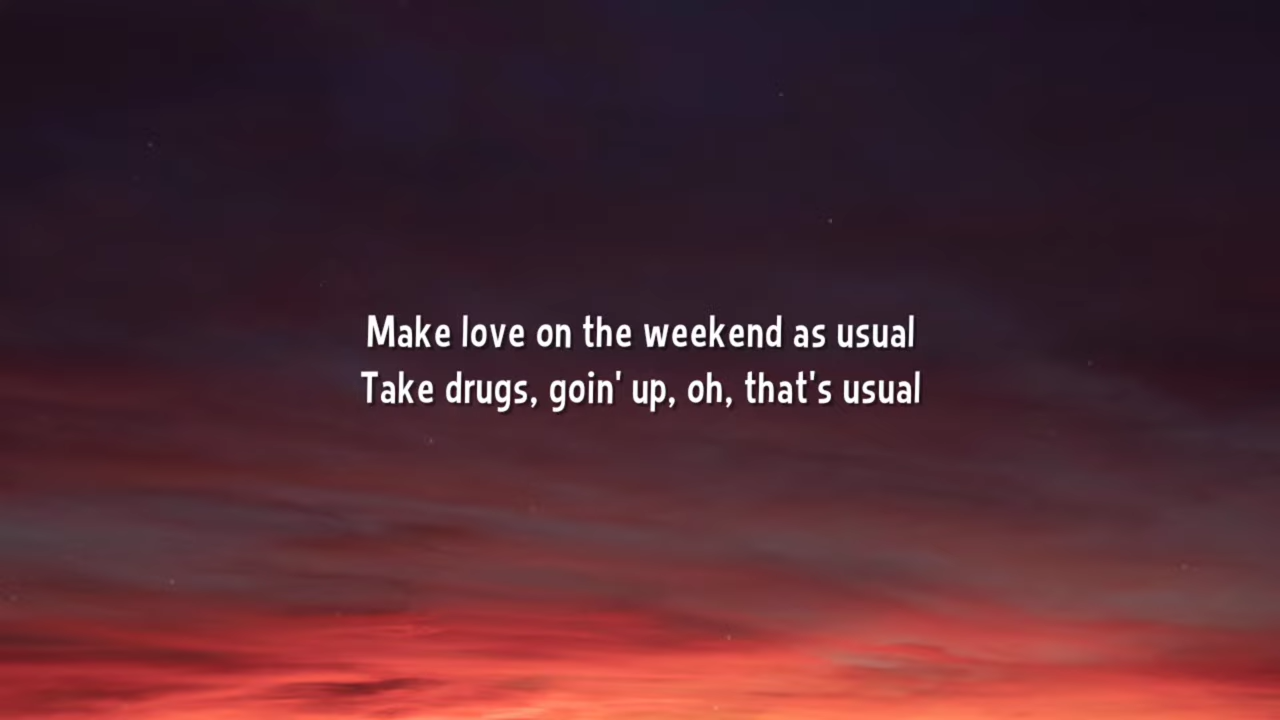 Make love on the weekend as usual
Take drugs, goin' up, oh, that's usual